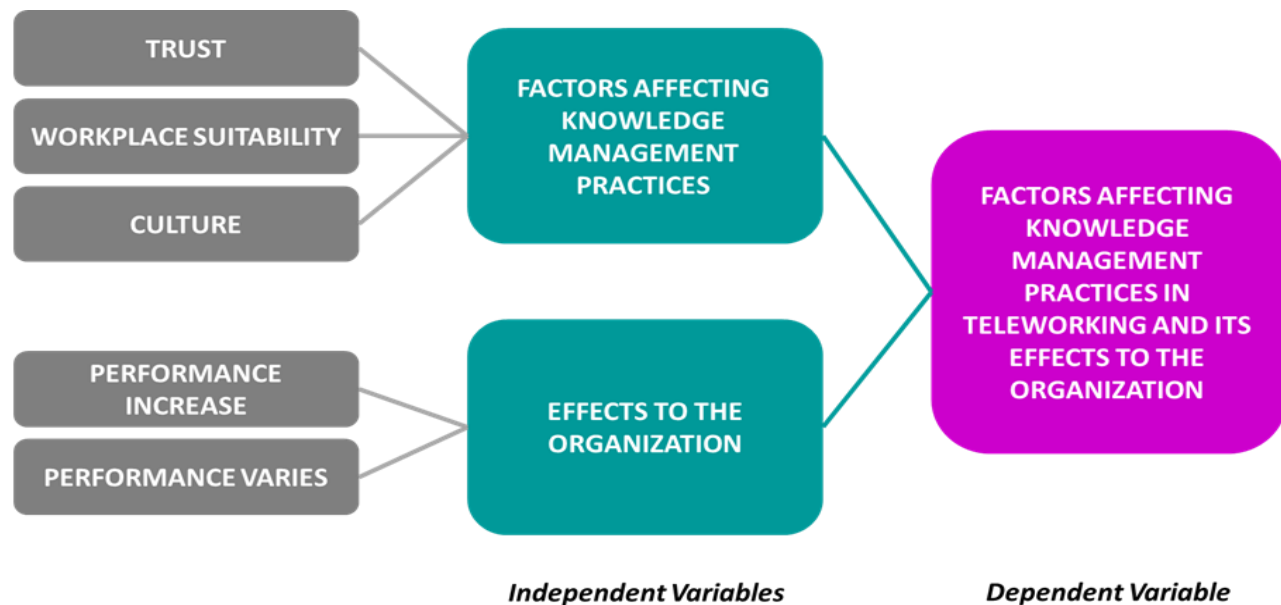 TRUST
WORKPLACE SUITABILITY
CULTURE
FACTORS AFFECTING
KNOWLEDGE
MANAGEMENT
PRACTICES
PERFORMANCE
INCREASE
PERFORMANCE VARIES
EFFECTS TO THE
ORGANIZATION
FACTORS AFFECTING
KNOWLEDGE
MANAGEMENT
PRACTICES IN
TELEWORKING AND ITS
EFFECTS TO THE
ORGANIZATION
Independent Variables
Dependent Variable